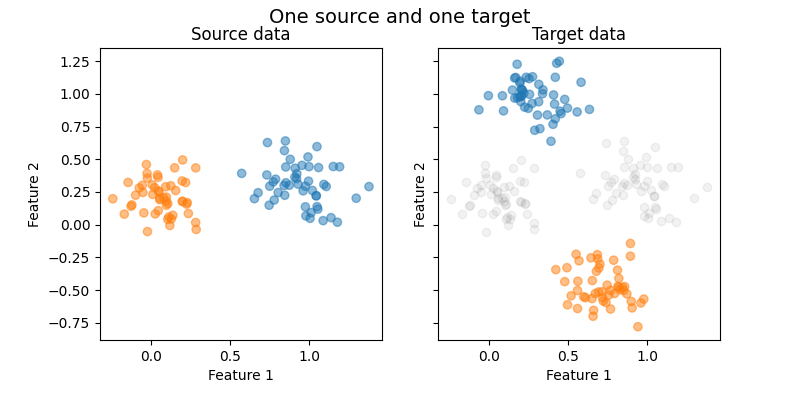 One source and one target
Source data
Target data
1.25
1.00
0.75
0.50
0.25
0.00
−0.25
−0.50
−0.75
Feature 2
Feature 2
0.0 0.5 1.0
0.0 0.5 1.0
Feature 1
Feature 1